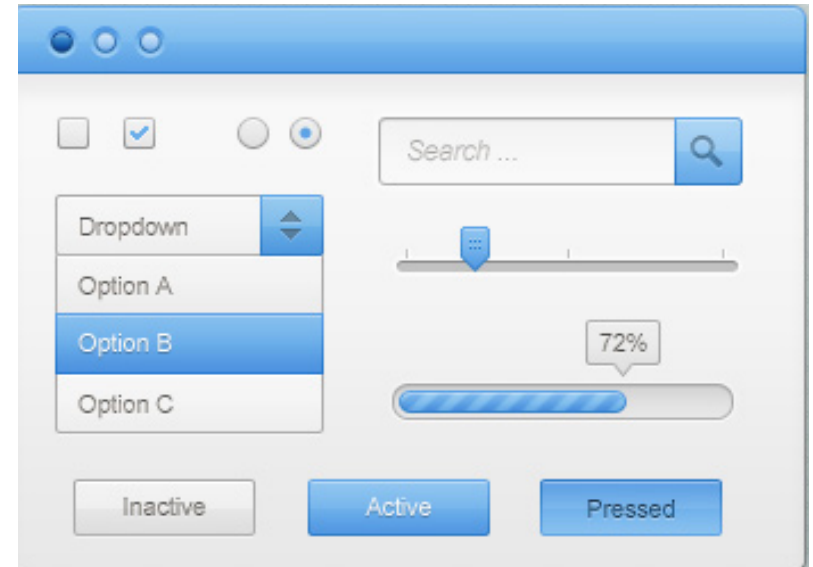 Search ...
Dropdown
Option A
Option B
72%
Option C
Inactive
Active
Pressed